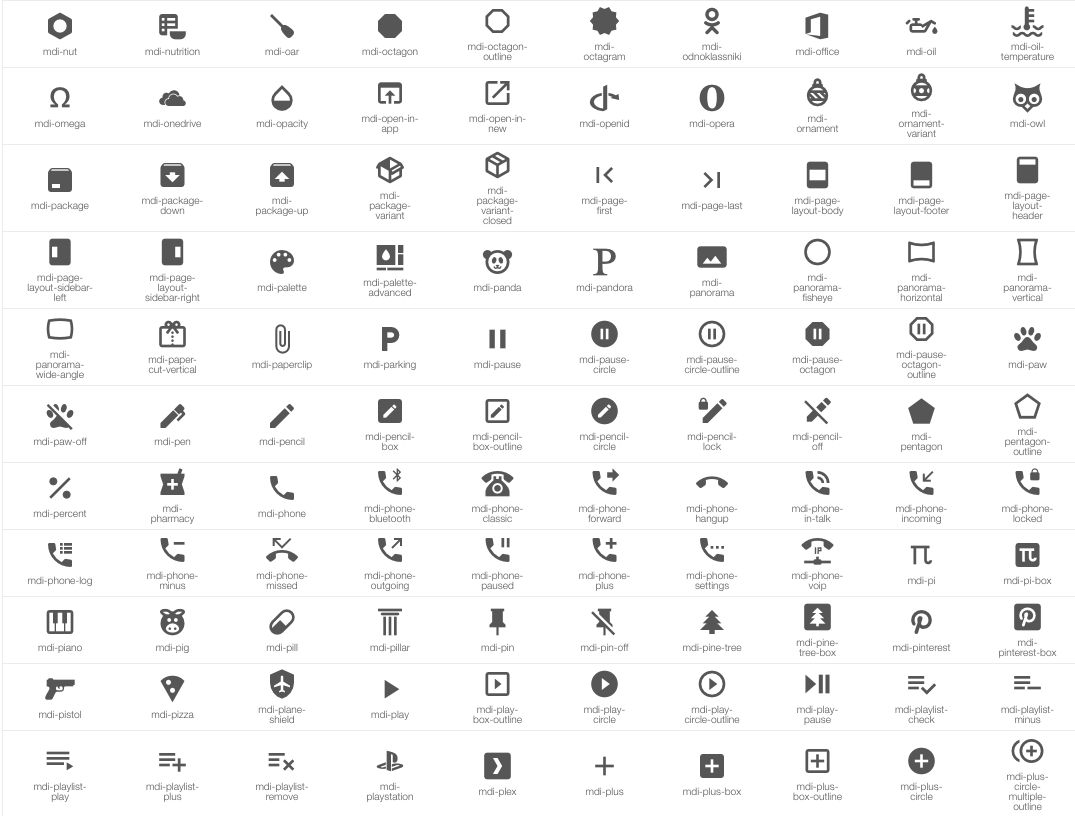 mdi-nut
mdi-nutrition
mdi-oar
mdi-octagon
mdi-octagon-
outline
mdi-
octagram
mdi-
odnoklassniki
mdi-office
mdi-oil
mdi-oil-
temperature
Ω
mdi-omega
mdi-onedrive
mdi-opacity
mdi-open-in-
app
mdi-open-in-
new
mdi-openid
mdi-opera
mdi-
ornament
mdi-
ornament-
variant
mdi-owl
mdi-package
mdi-package-
down
mdi-
package-up
mdi-
package-
variant
mdi-
package-
variant-
closed
mdi-page-
first
mdi-page-last
mdi-page-
layout-body
mdi-page-
layout-footer
mdi-page-
layout-
header
mdi-page-
layout-sidebar-
left
mdi-page-
layout-
sidebar-right
mdi-palette
mdi-palette-
advanced
mdi-panda
P
mdi-pandora
mdi-
panorama
mdi-
panorama-
fisheye
mdi-
panorama-
horizontal
mdi-
panorama-
vertical
mdi-
panorama-
wide-angle
mdi-paper-
cut-vertical
mdi-paperclip
P
mdi-parking
mdi-pause
mdi-pause-
circle
mdi-pause-
circle-outline
mdi-pause-
octagon
mdi-pause-
octagon-
outline
mdi-paw
mdi-paw-off
mdi-pen
mdi-pencil
mdi-pencil-
box
mdi-pencil-
box-outline
mdi-pencil-
circle
mdi-pencil-
lock
mdi-pencil-
off
mdi-
pentagon
mdi-
pentagon-
outline
%
mdi-percent
mdi-
pharmacy
mdi-phone
mdi-phone-
bluetooth
mdi-phone-
classic
mdi-phone-
forward
mdi-phone-
hangup
mdi-phone-
in-talk
mdi-phone-
incoming
mdi-phone-
locked
mdi-phone-log
mdi-phone-
minus
mdi-phone-
missed
mdi-phone-
outgoing
mdi-phone-
paused
mdi-phone-
plus
mdi-phone-
settings
IP
mdi-phone-
voip
π
mdi-pi
π
mdi-pi-box
mdi-piano
mdi-pig
mdi-pill
mdi-pillar
mdi-pin
mdi-pin-off
mdi-pine-tree
mdi-pine-
tree-box
mdi-pinterest
mdi-
pinterest-box
mdi-pistol
mdi-pizza
mdi-plane-
shield
mdi-play
mdi-play-
box-outline
mdi-play-
circle
mdi-play-
circle-outline
mdi-play-
pause
mdi-playlist-
check
mdi-playlist-
minus
mdi-playlist-
play
mdi-playlist-
plus
mdi-playlist-
remove
mdi-
playstation
mdi-plex
mdi-plus
mdi-plus-box
mdi-plus-
box-outline
mdi-plus-
circle
mdi-plus-
circle-
multiple-
outline